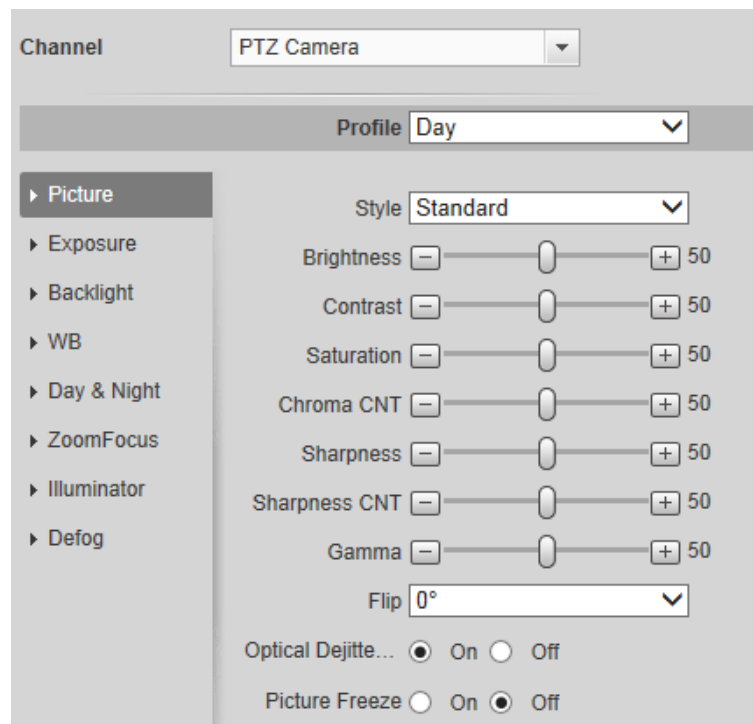 Channel PTZ Camera
Profile Day
Picture
Style Standard
Exposure
Brightness 50
Backlight
Contrast 50
WB
Saturation 50
Day & Night
Chroma CNT 50
ZoomFocus
Sharpness 50
Illuminator
Sharpness CNT 50
Defog
Gamma 50
Flip 0°
Optical Dejitte... On Off
Picture Freeze On Off